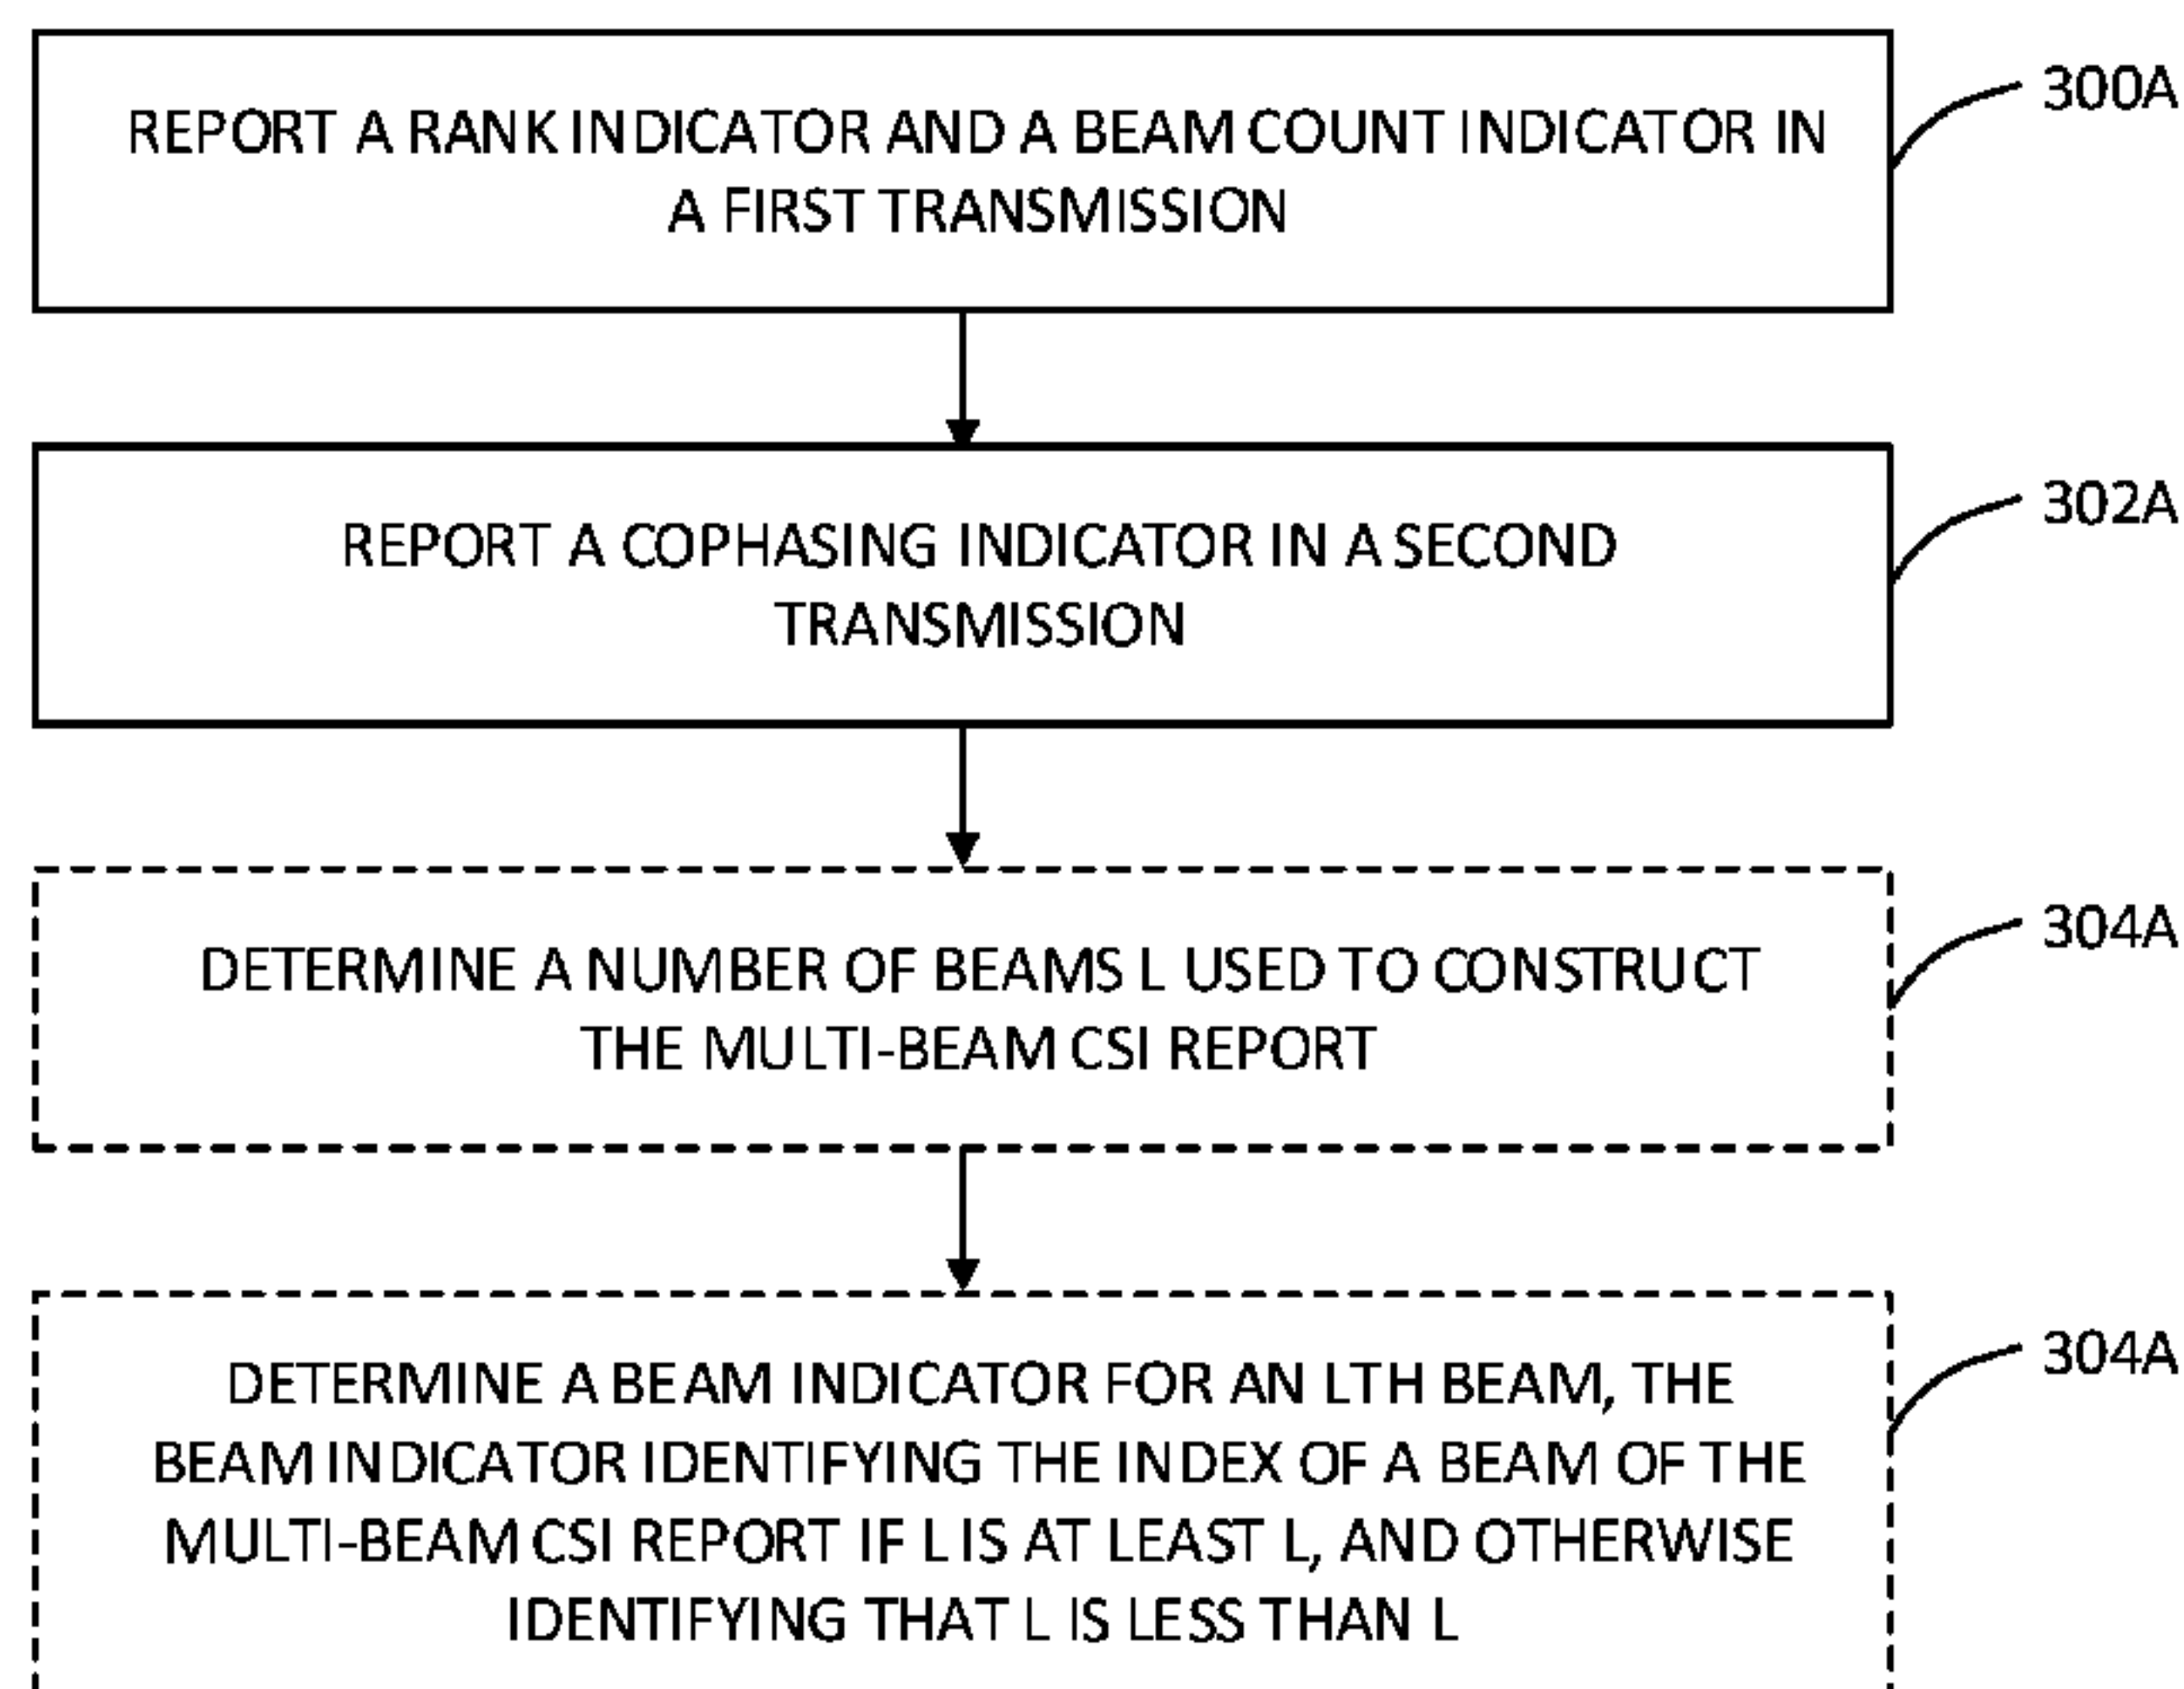 REPORT A RANK INDICATOR AND A BEAM COUNT INDICATOR IN
A FIRST TRANSMISSION
300A
REPORT A COPHASING INDICATOR IN A SECOND
TRANSMISSION
302A
DETERMINE A NUMBER OF BEAMS L USED TO CONSTRUCT
THE MULTI-BEAM CSI REPORT
304A
DETERMINE A BEAM INDICATOR FOR AN LTH BEAM, THE
BEAM INDICATOR IDENTIFYING THE INDEX OF A BEAM OF THE
MULTI-BEAM CSI REPORT IF L IS AT LEAST L, AND OTHERWISE
IDENTIFYING THAT L IS LESS THAN L
304A